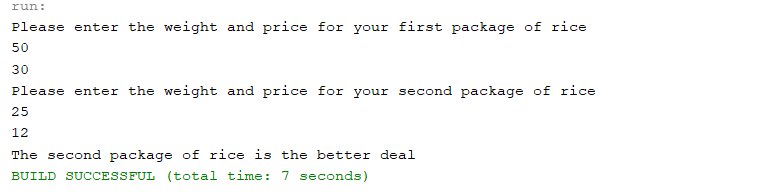 run:
Please enter the weight and price for your first package of rice
50
30
Please enter the weight and price for your second package of rice
25
12
The second package of rice is the better deal
BUILD SUCCESSFUL (total time: 7 seconds)